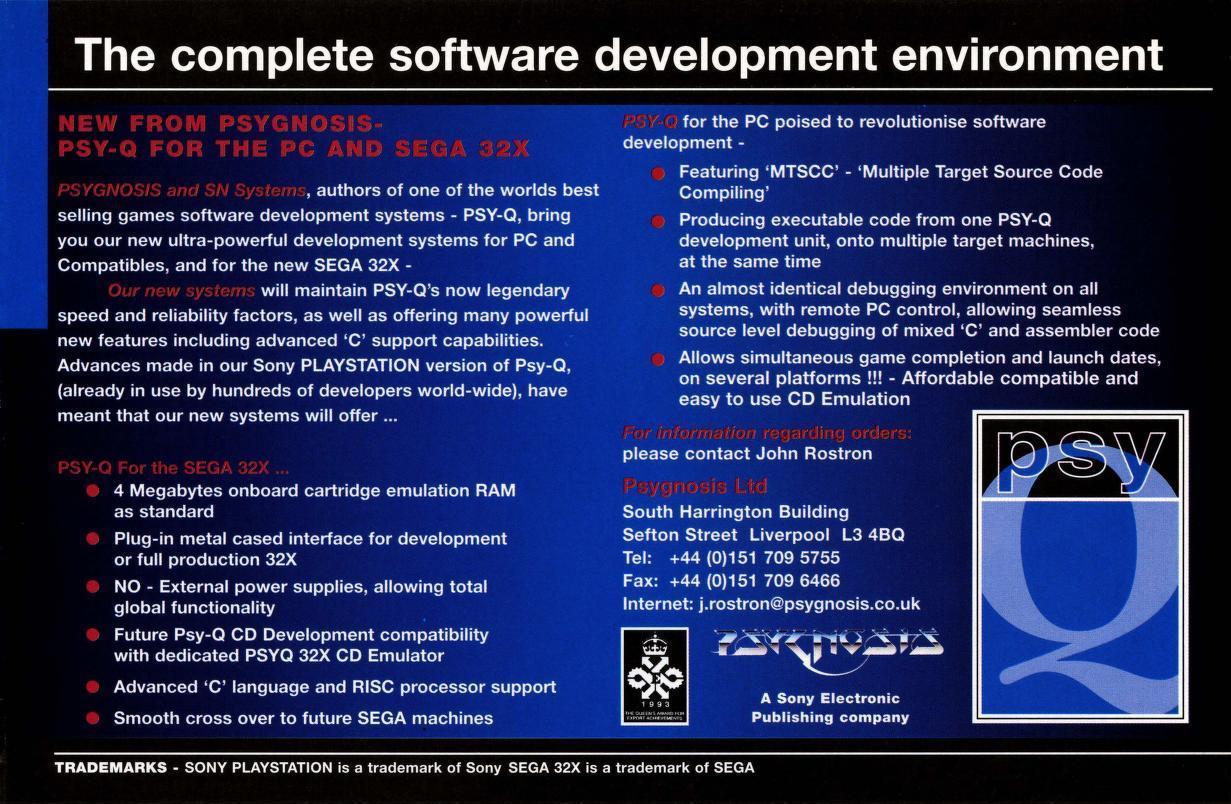 The complete software development environment
NEW FROM PSYGNOSIS-
PSY-Q FOR THE PC AND SEGA 32X
PSYGNOSIS and SN Systems, authors of one of the worlds best
selling games software development systems - PSY-Q, bring
you our new ultra-powerful development systems for PC and
Compatibles, and for the new SEGA 32X -
Our new systems will maintain PSY-Q's now legendary
speed and reliability factors, as well as offering many powerful
new features including advanced 'C' support capabilities.
Advances made in our Sony PLAYSTATION version of Psy-Q,
(already in use by hundreds of developers world-wide), have
meant that our new systems will offer ...
PSY-Q For the SEGA 32X ...
4 Megabytes onboard cartridge emulation RAM
as standard
Plug-in metal cased interface for development
or full production 32X
NO - External power supplies, allowing total
global functionality
Future Psy-Q CD Development compatibility
with dedicated PSYQ 32X CD Emulator
Advanced 'C' language and RISC processor support
Smooth cross over to future SEGA machines
PSY-Q for the PC poised to revolutionise software
development -
Featuring 'MTSCC' - 'Multiple Target Source Code
Compiling'
Producing executable code from one PSY-Q
development unit, onto multiple target machines,
at the same time
An almost identical debugging environment on all
systems, with remote PC control, allowing seamless
source level debugging of mixed 'C' and assembler code
Allows simultaneous game completion and launch dates,
on several platforms !!! - Affordable compatible and
easy to use CD Emulation
For information regarding orders:
please contact John Rostron
Psygnosis Ltd
South Harrington Building
Sefton Street Liverpool L3 4BQ
Tel: +44 (0)151 709 5755
Fax: +44 (0)151 709 6466
Internet: j.rostron@psygnosis.co.uk
E
1993
THE QUEEN'S AWARD FOR
EXPORT ACHIEVEMENT
PSYGNOSIS
A Sony Electronic
Publishing company
psy
Q
TRADEMARKS - SONY PLAYSTATION is a trademark of Sony SEGA 32X is a trademark of SEGA